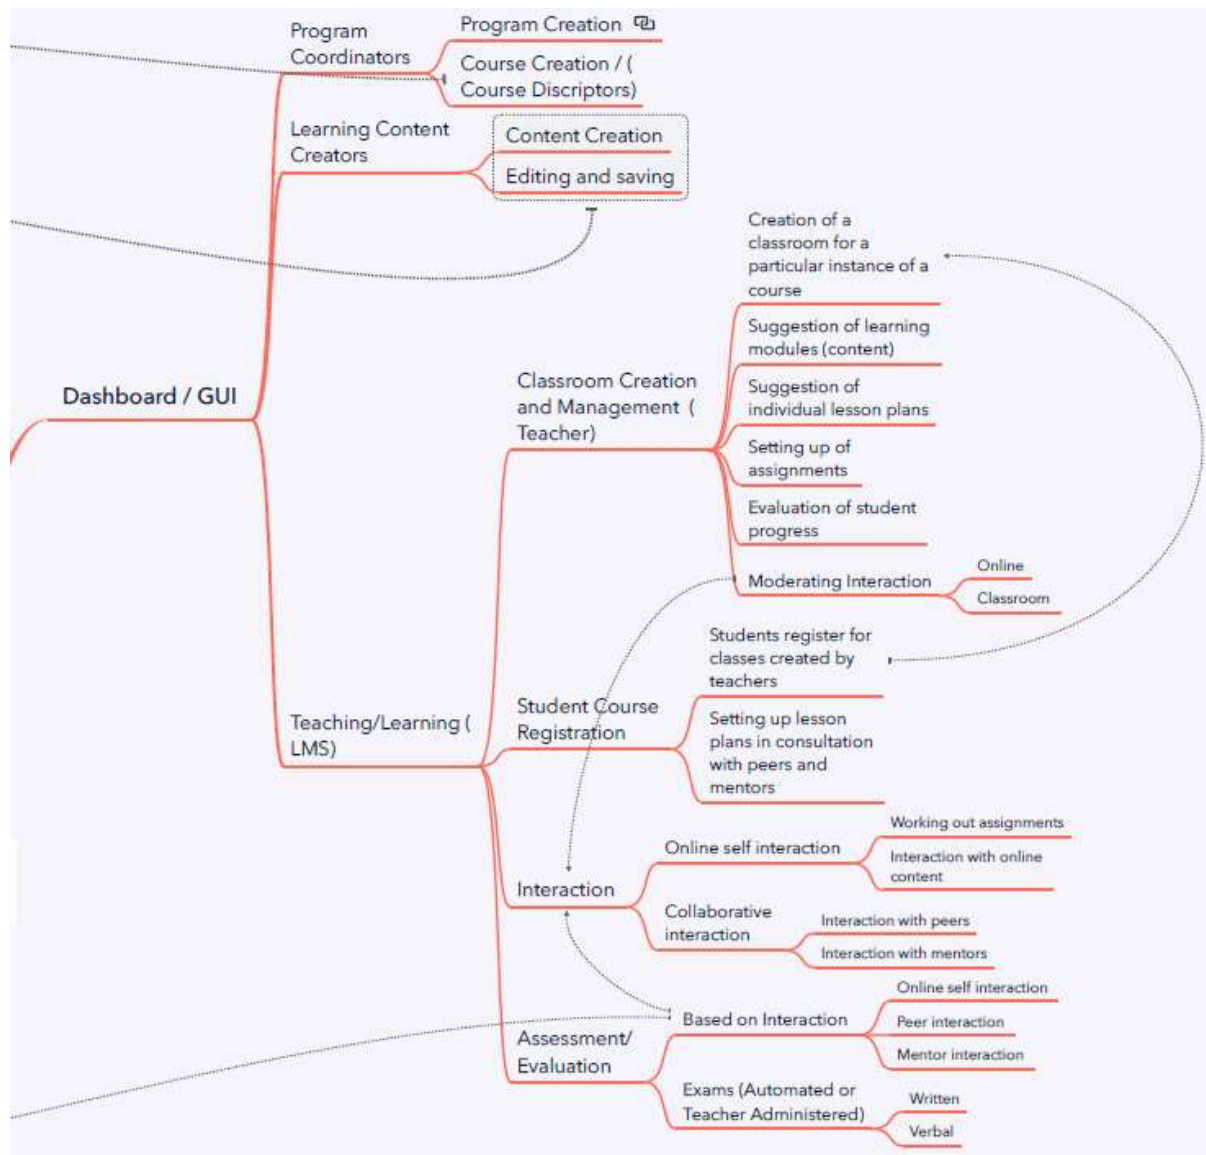 Program
Coordinators
Program Creation
Course Creation / (
Course Discriptors)
Learning Content
Creators
Content Creation
Editing and saving
Dashboard / GUI
Teaching/Learning (
LMS)
Classroom Creation
and Management (
Teacher)
Creation of a
classroom for a
particular instance of a
course
Suggestion of learning
modules (content)
Suggestion of
individual lesson plans
Setting up of
assignments
Evaluation of student
progress
Moderating Interaction
Online
Classroom
Student Course
Registration
Students register for
classes created by
teachers
Setting up lesson
plans in consultation
with peers and
mentors
Interaction
Online self interaction
Working out assignments
Interaction with online
content
Collaborative
interaction
Interaction with peers
Interaction with mentors
Assessment/
Evaluation
Based on Interaction
Online self interaction
Peer interaction
Mentor interaction
Exams (Automated or
Teacher Administered)
Written
Verbal